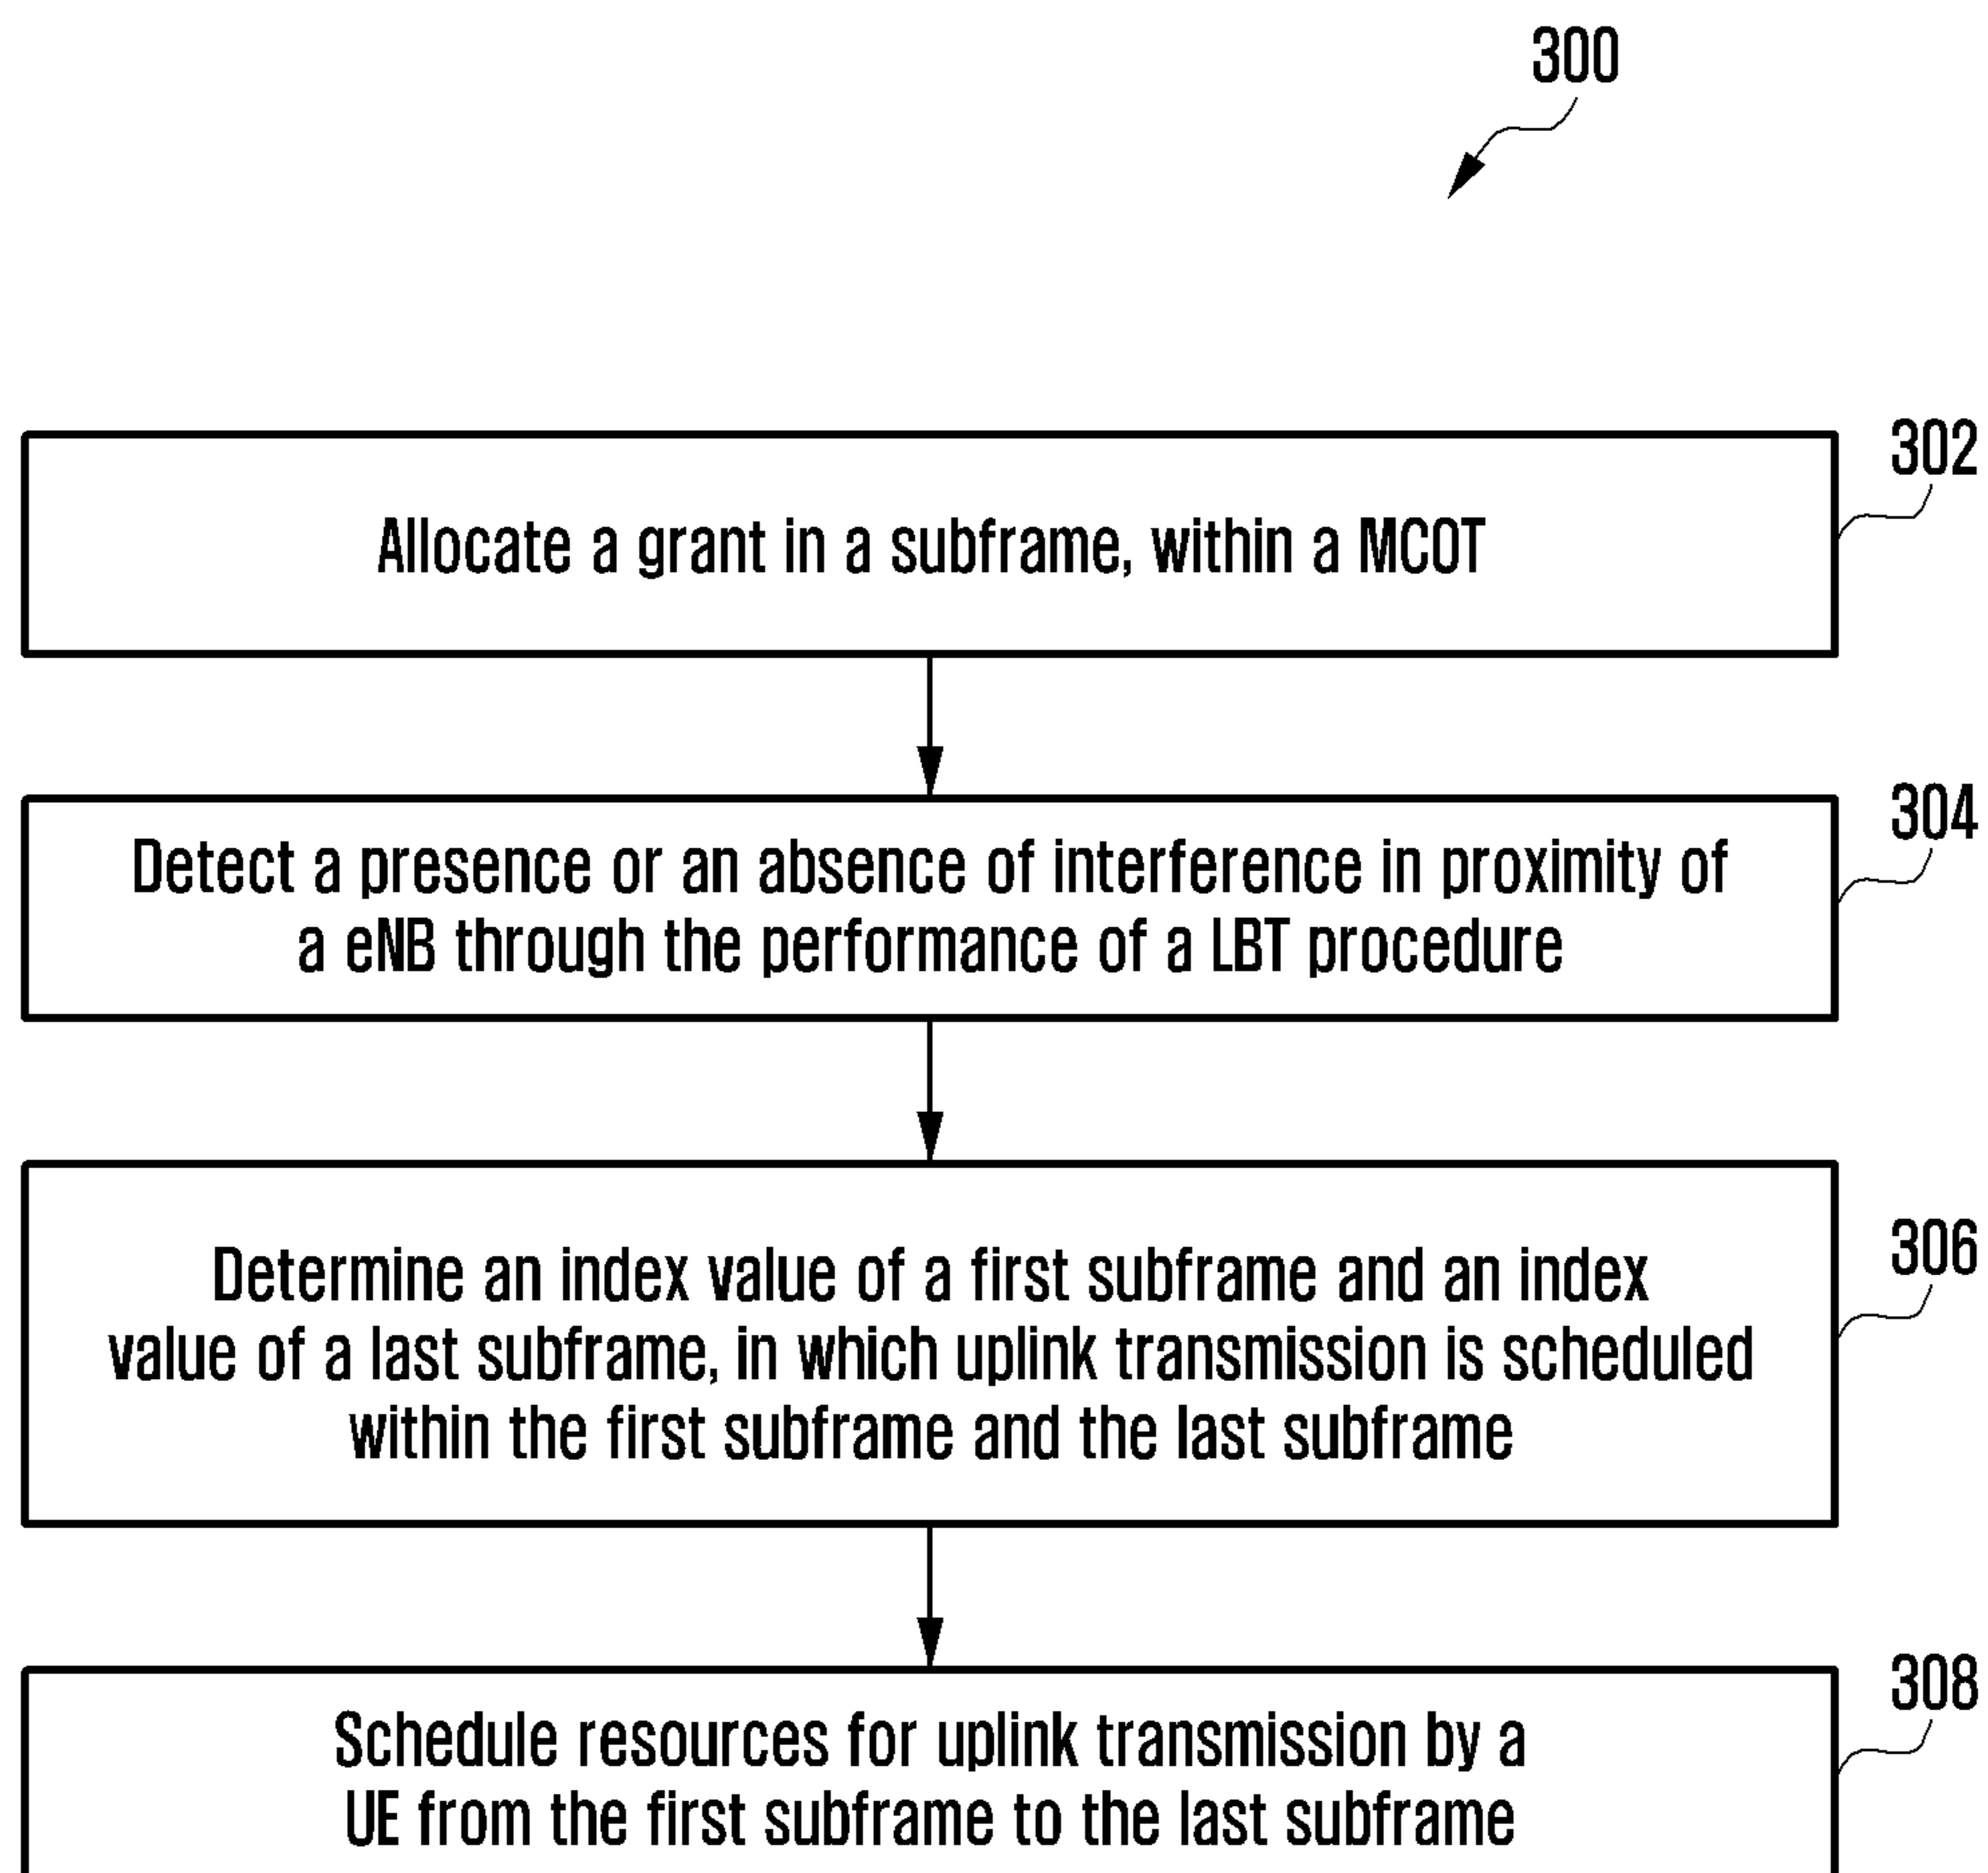 300
302
Allocate a grant in a subframe, within a MCOT
304
Detect a presence or an absence of interference in proximity of
a eNB through the performance of a LBT procedure
306
Determine an index value of a first subframe and an index
value of a last subframe, in which uplink transmission is scheduled
within the first subframe and the last subframe
308
Schedule resources for uplink transmission by a
UE from the first subframe to the last subframe